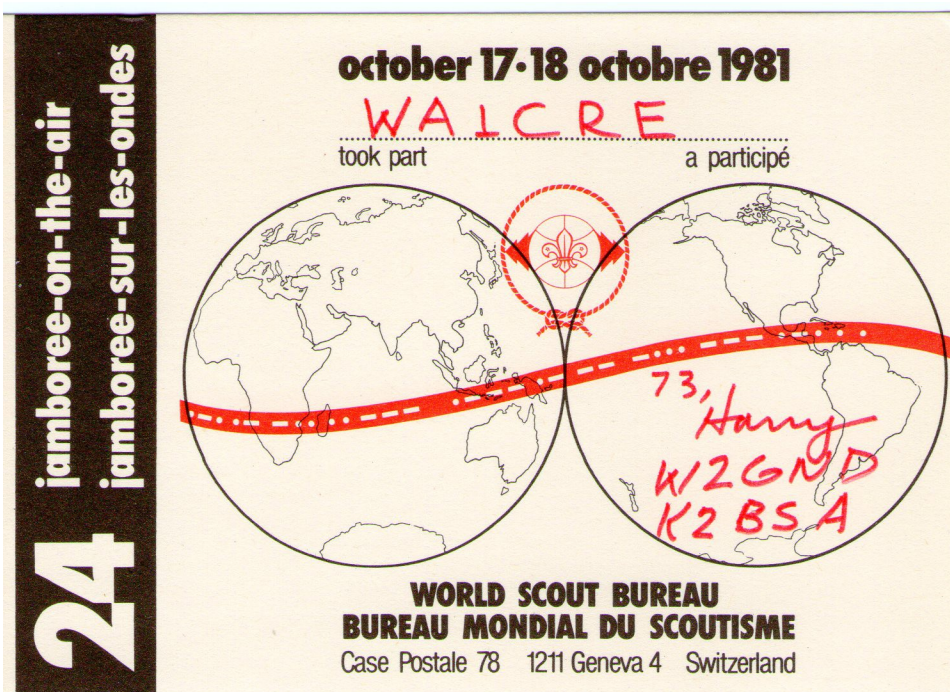 october 17·18 octobre 1981
WA1CRE
took part a participé
jamboree-on-the-air
jamboree-sur-les-ondes
24
73,
Harry
W2GND
K2BSA
WORLD SCOUT BUREAU
BUREAU MONDIAL DU SCOUTISME
Case Postale 78 1211 Geneva 4 Switzerland